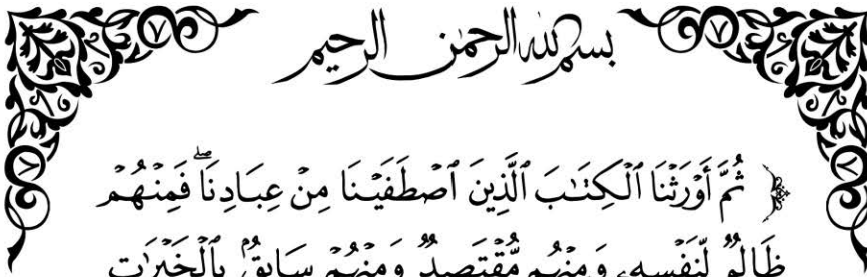 بسم الله الرحمن الرحيم
﴿ ثُمَّ أَوۡرَثۡنَا ٱلۡكِتَٰبَ ٱلَّذِينَ ٱصۡطَفَيۡنَا مِنۡ عِبَادِنَاۖ فَمِنۡهُمۡ
ظَالِمٞ لِّنَفۡسِهِۦ وَمِنۡهُم مُّقۡتَصِدٞ وَمِنۡهُمۡ سَابِقُۢ بِٱلۡخَيۡرَٰتِ